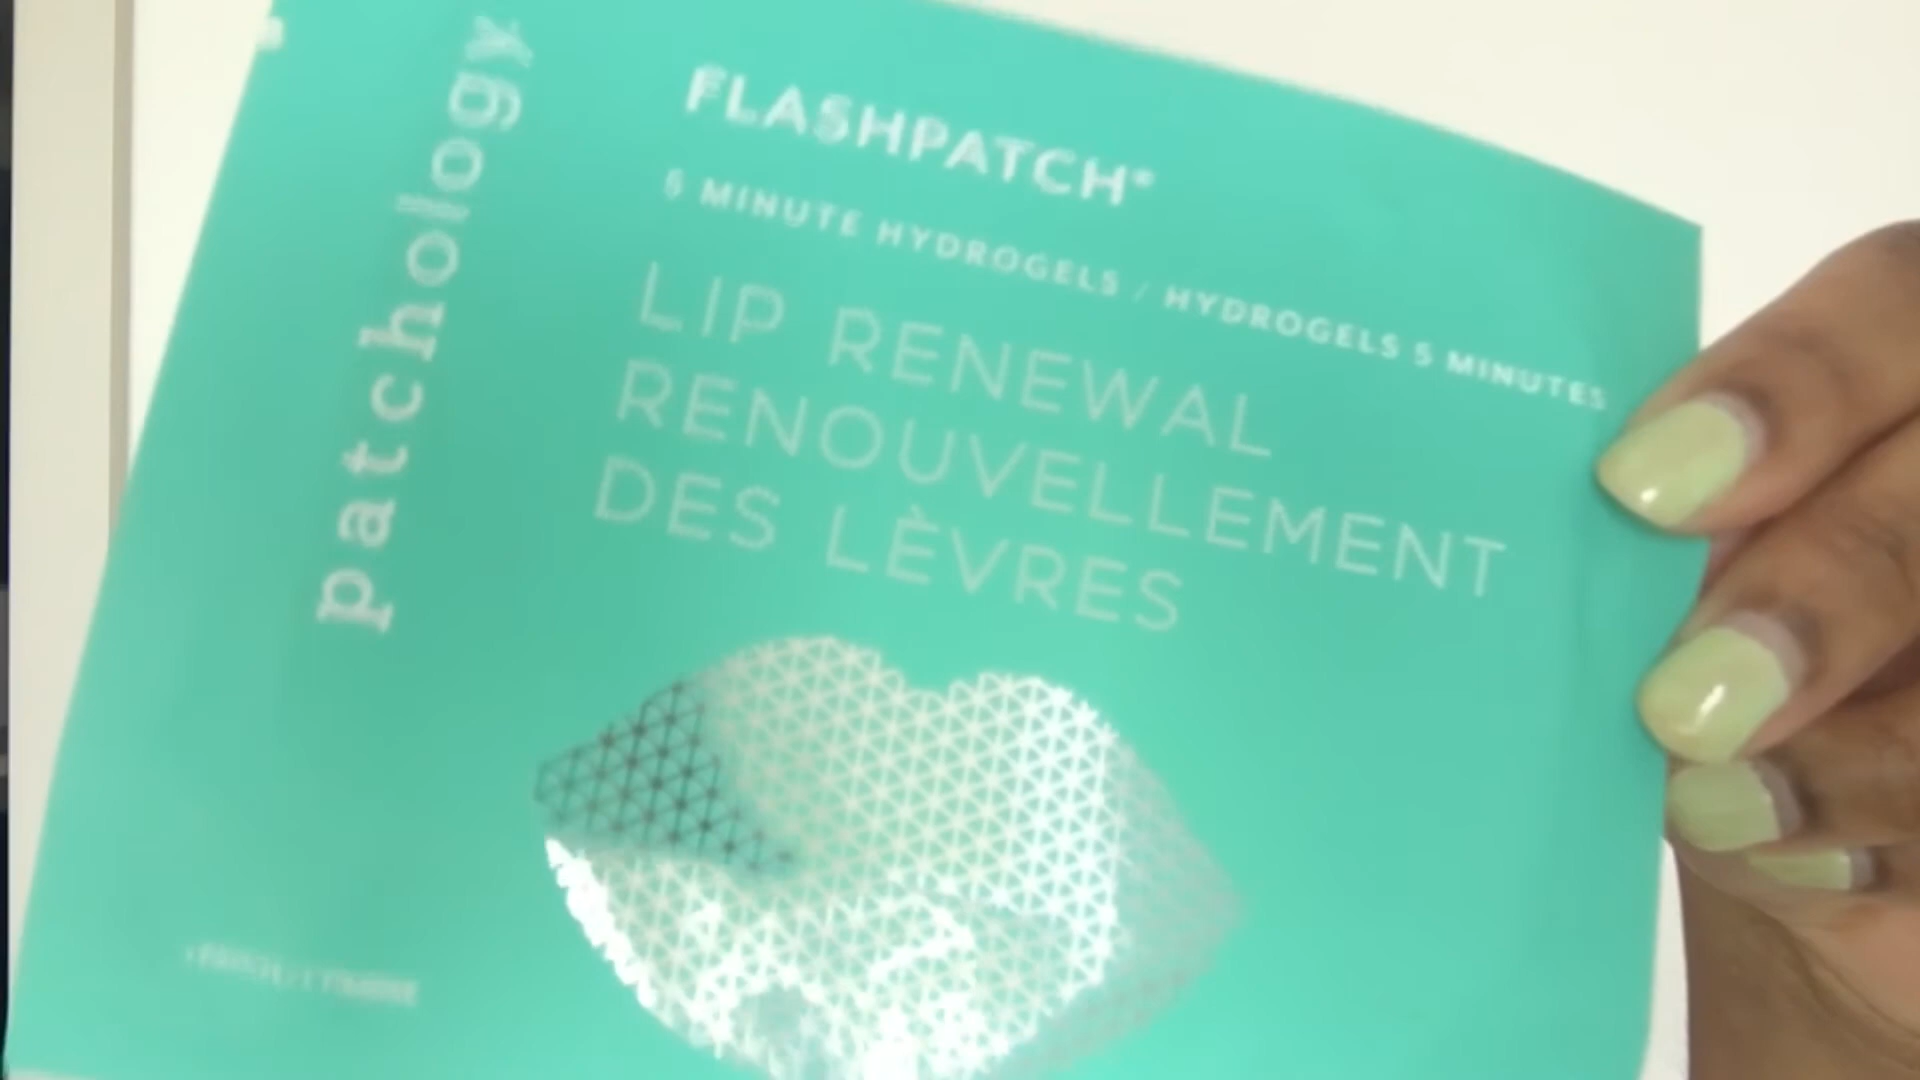 patchology
FLASHPATCH®
5 MINUTE HYDROGELS / HYDROGELS 5 MINUTES
LIP RENEWAL
RENOUVELLEMENT
DES LÈVRES